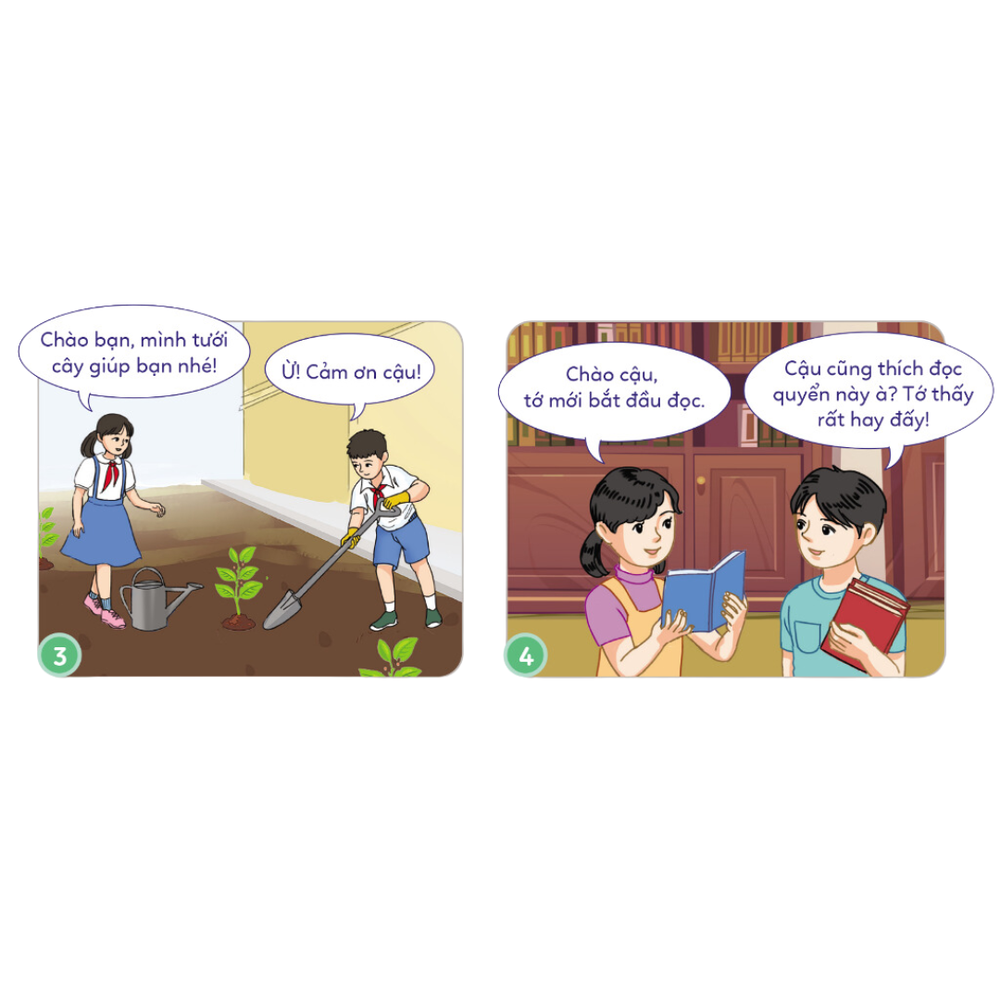 Chào bạn, mình tưới
cây giúp bạn nhé!
Ừ! Cảm ơn cậu!
3
Chào cậu,
tớ mới bắt đầu đọc.
Cậu cũng thích đọc
quyển này à? Tớ thấy
rất hay đấy!
4